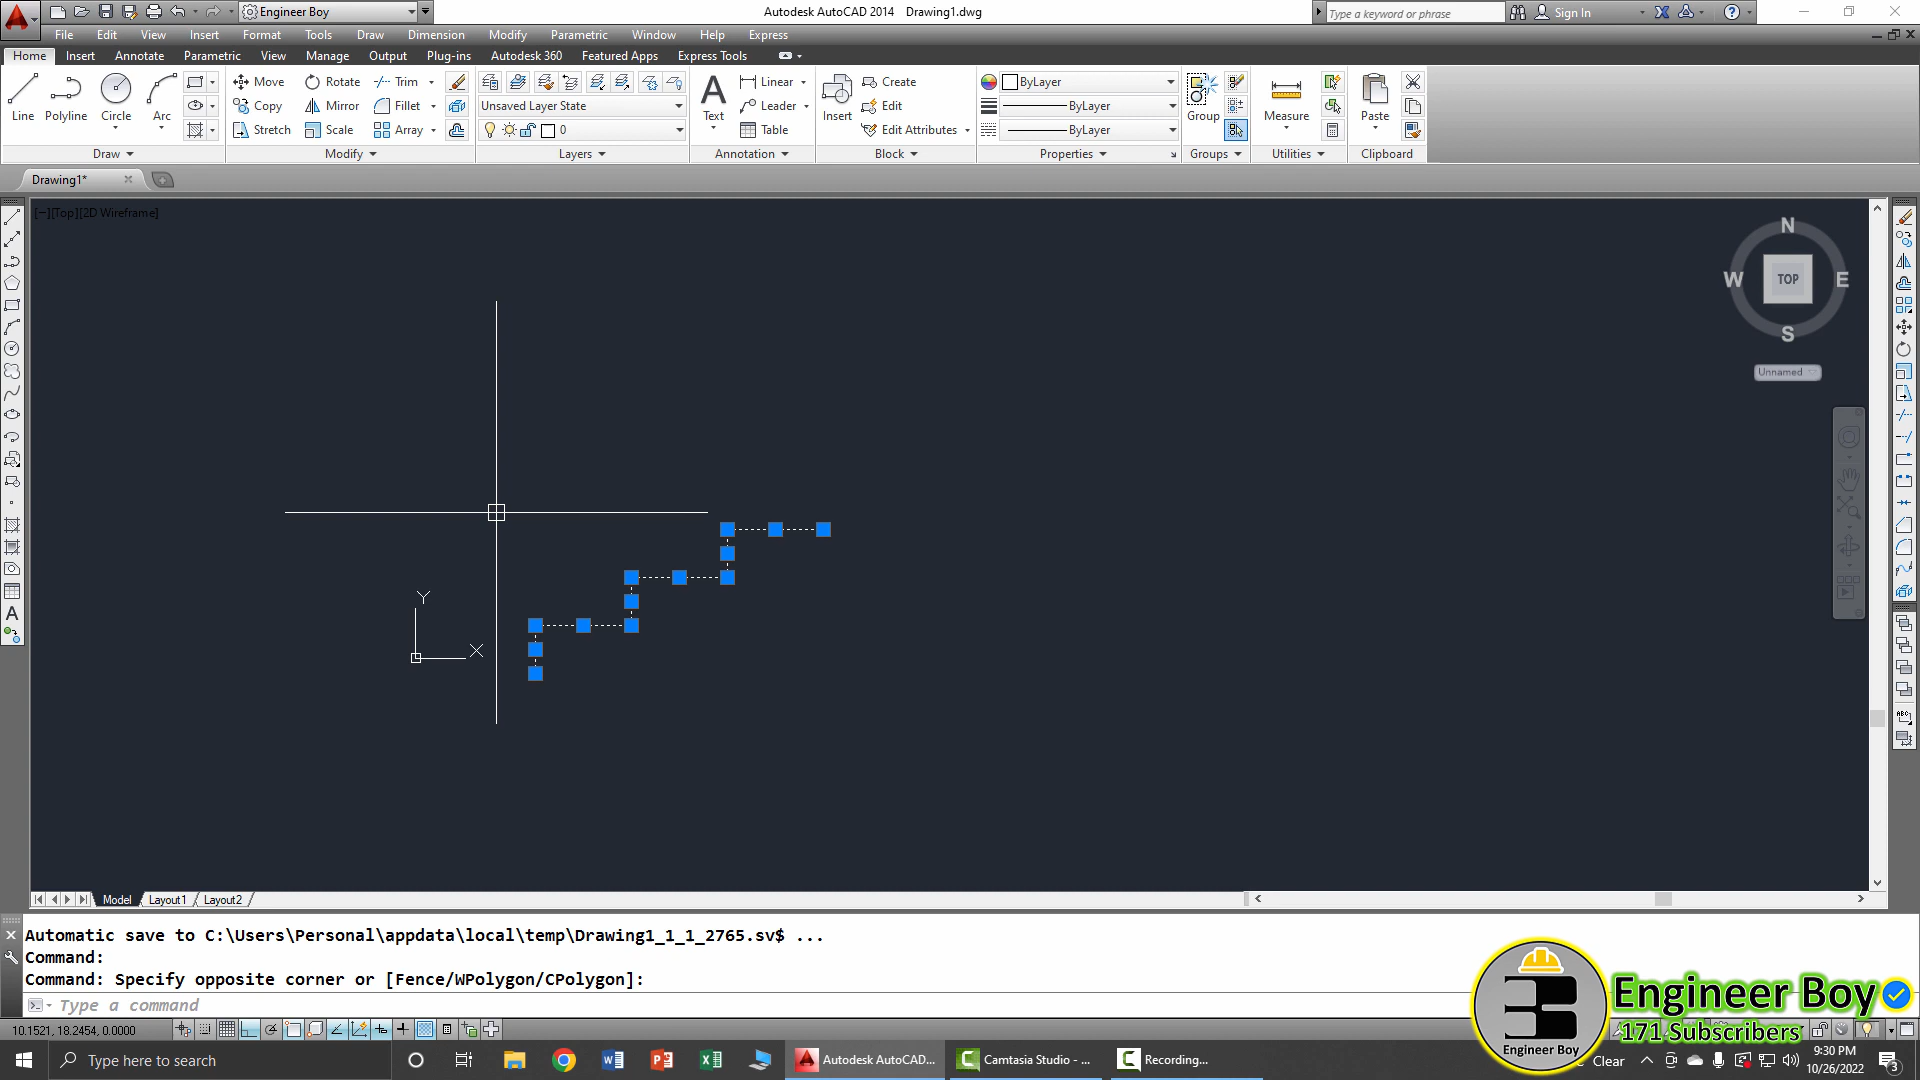 Engineer Boy
Autodesk AutoCAD 2014 Drawing1.dwg
Type a keyword or phrase
Sign In
File Edit View Insert Format Tools Draw Dimension Modify Parametric Window Help Express
Home Insert Annotate Parametric View Manage Output Plug-ins Autodesk 360 Featured Apps Express Tools
Line
Polyline
Circle
Arc
Draw
Move Rotate Trim
Copy Mirror Fillet
Stretch Scale Array
Modify
Unsaved Layer State
0
Layers
Text
Linear
Leader
Table
Annotation
Insert
Create
Edit
Edit Attributes
Block
ByLayer
ByLayer
ByLayer
Properties
Group
Groups
Measure
Utilities
Paste
Clipboard
Drawing1*
[−][Top][2D Wireframe]
N
W TOP E
S
Unnamed
Y
X
Model Layout1 Layout2
Automatic save to C:\Users\Personal\appdata\local\temp\Drawing1_1_1_2765.sv$ ...
Command:
Command: Specify opposite corner or [Fence/WPolygon/CPolygon]:
Type a command
10.1521, 18.2454, 0.0000
Engineer Boy
Engineer Boy
171 Subscribers
Type here to search
Autodesk AutoCAD...
Camtasia Studio - ...
Recording...
Clear
9:30 PM
10/26/2022
3